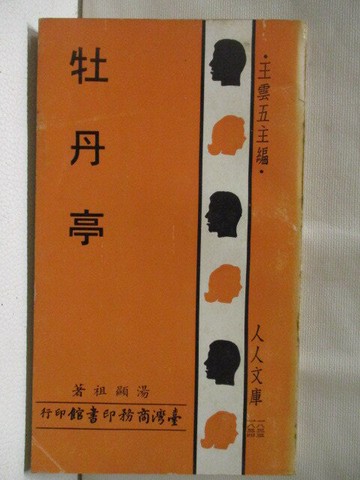 牡丹亭
湯顯祖著
臺灣商務印書館印行
·王雲五主編·
人人文庫